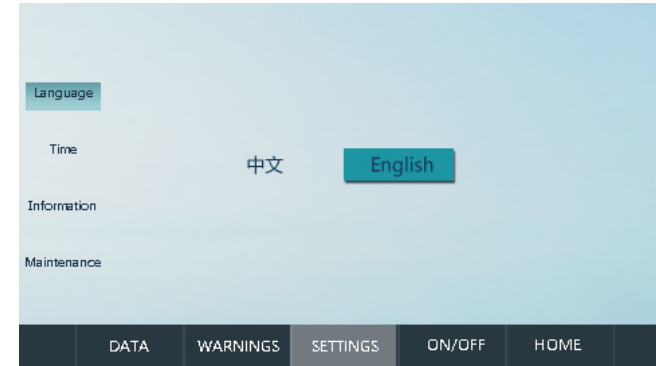 Language
Time
中文 English
Information
Maintenance
DATA WARNINGS SETTINGS ON/OFF HOME